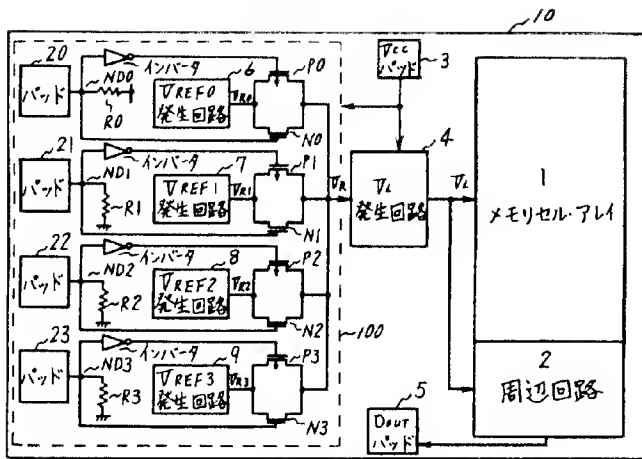 10
20
パッド
ND0
R0
インバータ
6
VREF0
発生回路
VR0
P0
N0
VCC
パッド
3
21
パッド
ND1
R1
インバータ
7
VREF1
発生回路
VR1
P1
N1
VR
4
VL
発生回路
VL
1
メモリセル・アレイ
22
パッド
ND2
R2
インバータ
8
VREF2
発生回路
VR2
P2
N2
100
23
パッド
ND3
R3
インバータ
9
VREF3
発生回路
VR3
P3
N3
5
DOUT
パッド
2
周辺回路